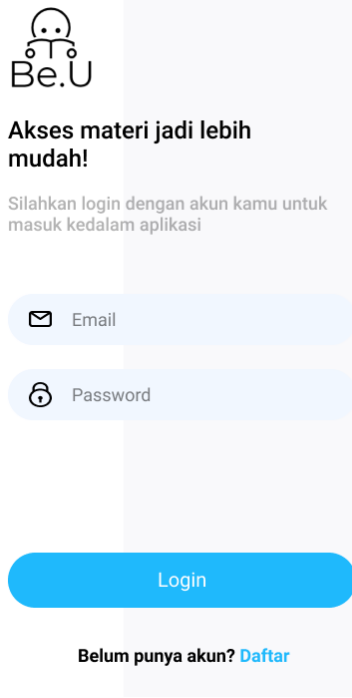 Be.U
Akses materi jadi lebih
mudah!
Silahkan login dengan akun kamu untuk
masuk kedalam aplikasi
Email
Password
Login
Belum punya akun? Daftar